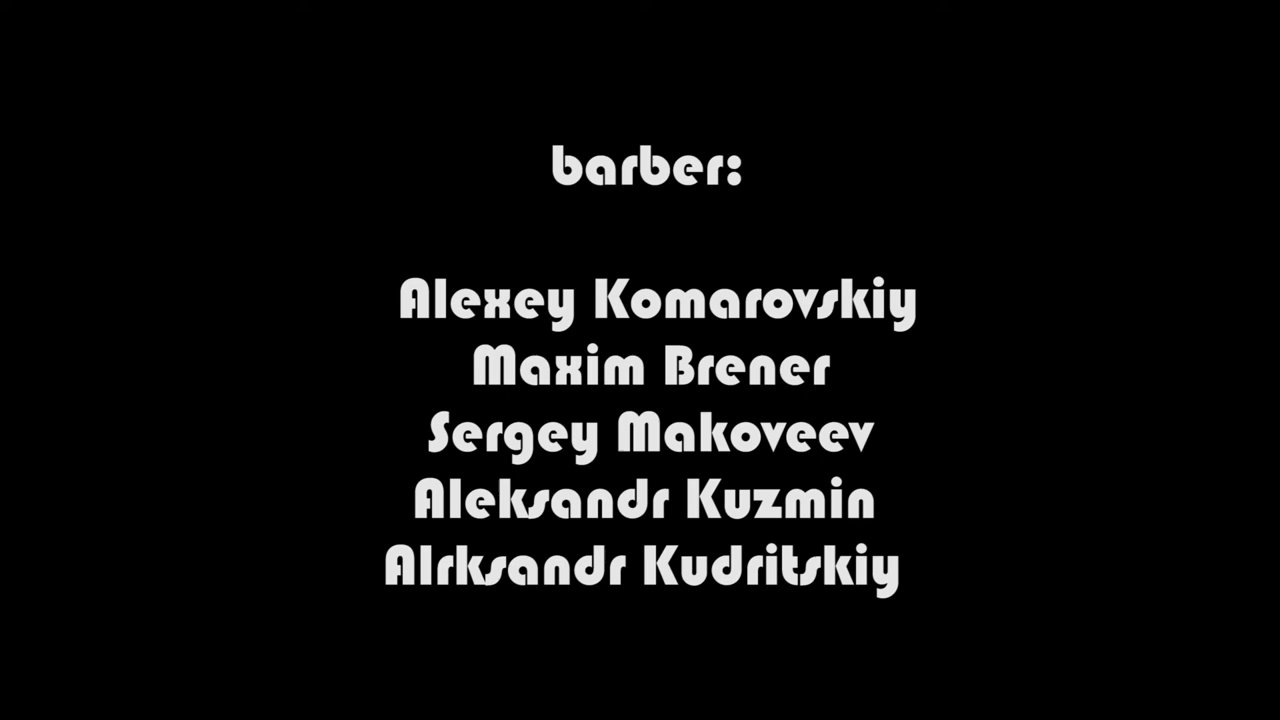 barber:
Alexey Komarovskiy
Maxim Brener
Sergey Makoveev
Aleksandr Kuzmin
Alrksandr Kudritskiy